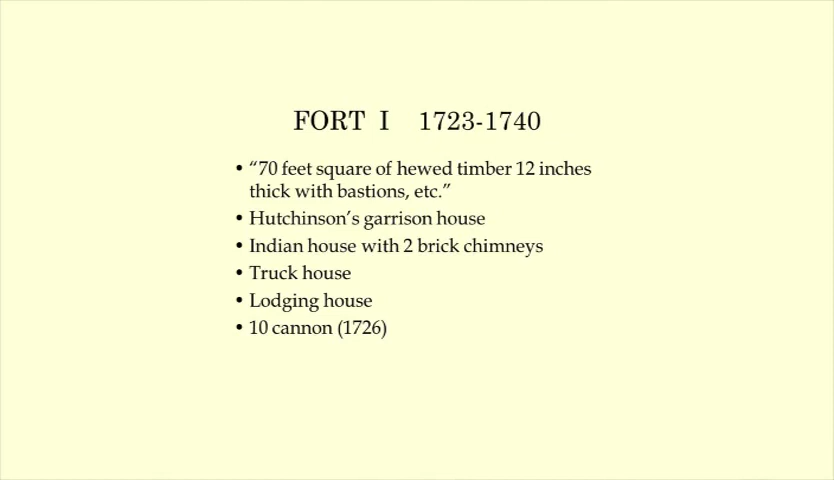 FORT I 1723-1740
• “70 feet square of hewed timber 12 inches
thick with bastions, etc.”
• Hutchinson’s garrison house
• Indian house with 2 brick chimneys
• Truck house
• Lodging house
• 10 cannon (1726)